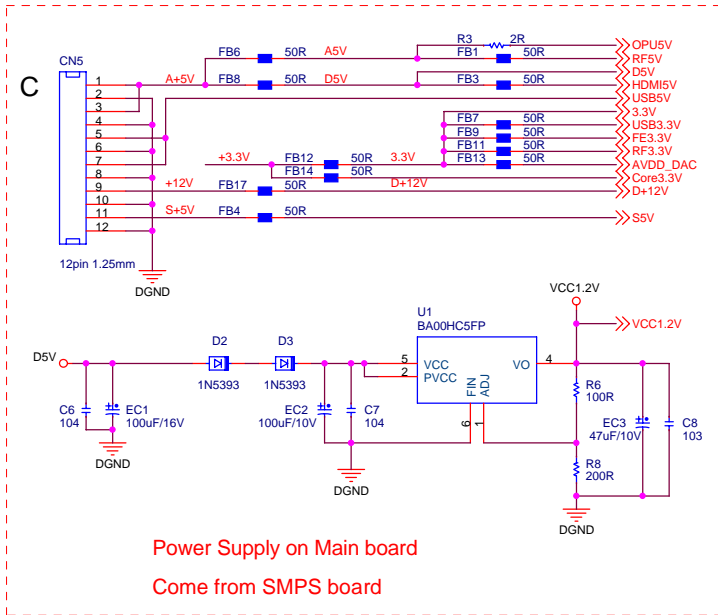 C
CN5
1
2
3
4
5
6
7
8
9
10
11
12
12pin 1.25mm
DGND
R3 2R OPU5V
FB6 50R A5V FB1 50R RF5V
D5V
A+5V FB8 50R D5V FB3 50R HDMI5V
USB5V
3.3V
FB7 50R USB3.3V
FB9 50R FE3.3V
FB11 50R RF3.3V
+3.3V FB12 50R 3.3V FB13 50R AVDD_DAC
FB14 50R Core3.3V
+12V FB17 50R D+12V D+12V
S+5V FB4 50R S5V
VCC1.2V
VCC1.2V
U1
BA00HC5FP
D5V
D2
1N5393
D3
1N5393
5 VCC
2 PVCC
VO 4
FIN
ADJ
6
1
C6
104
EC1
100uF/16V
DGND
EC2
100uF/10V
C7
104
DGND
R6
100R
R8
200R
EC3
47uF/10V
C8
103
DGND
Power Supply on Main board
Come from SMPS board